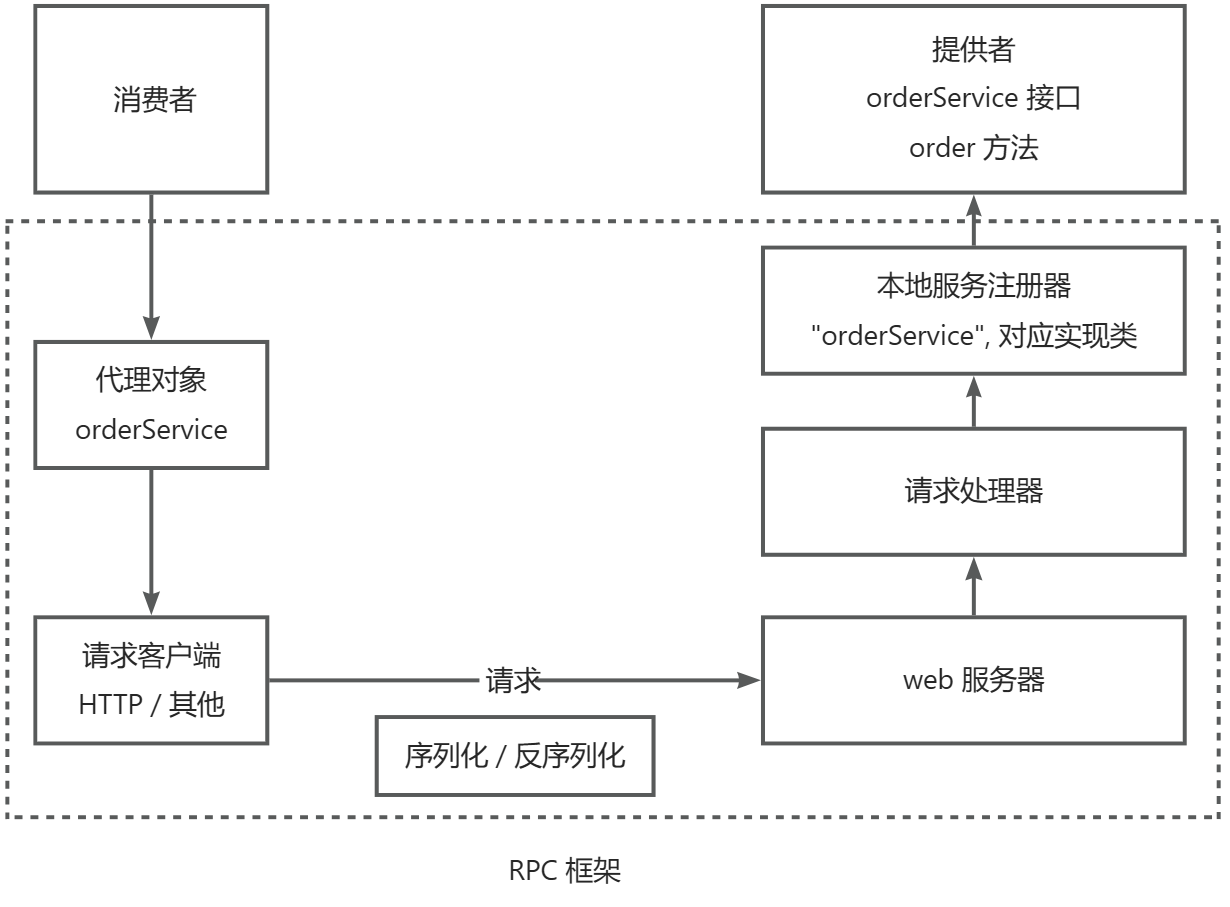 消费者
提供者
orderService 接口
order 方法
本地服务注册器
"orderService", 对应实现类
代理对象
orderService
请求处理器
请求客户端
HTTP / 其他
请求
web 服务器
序列化 / 反序列化
RPC 框架